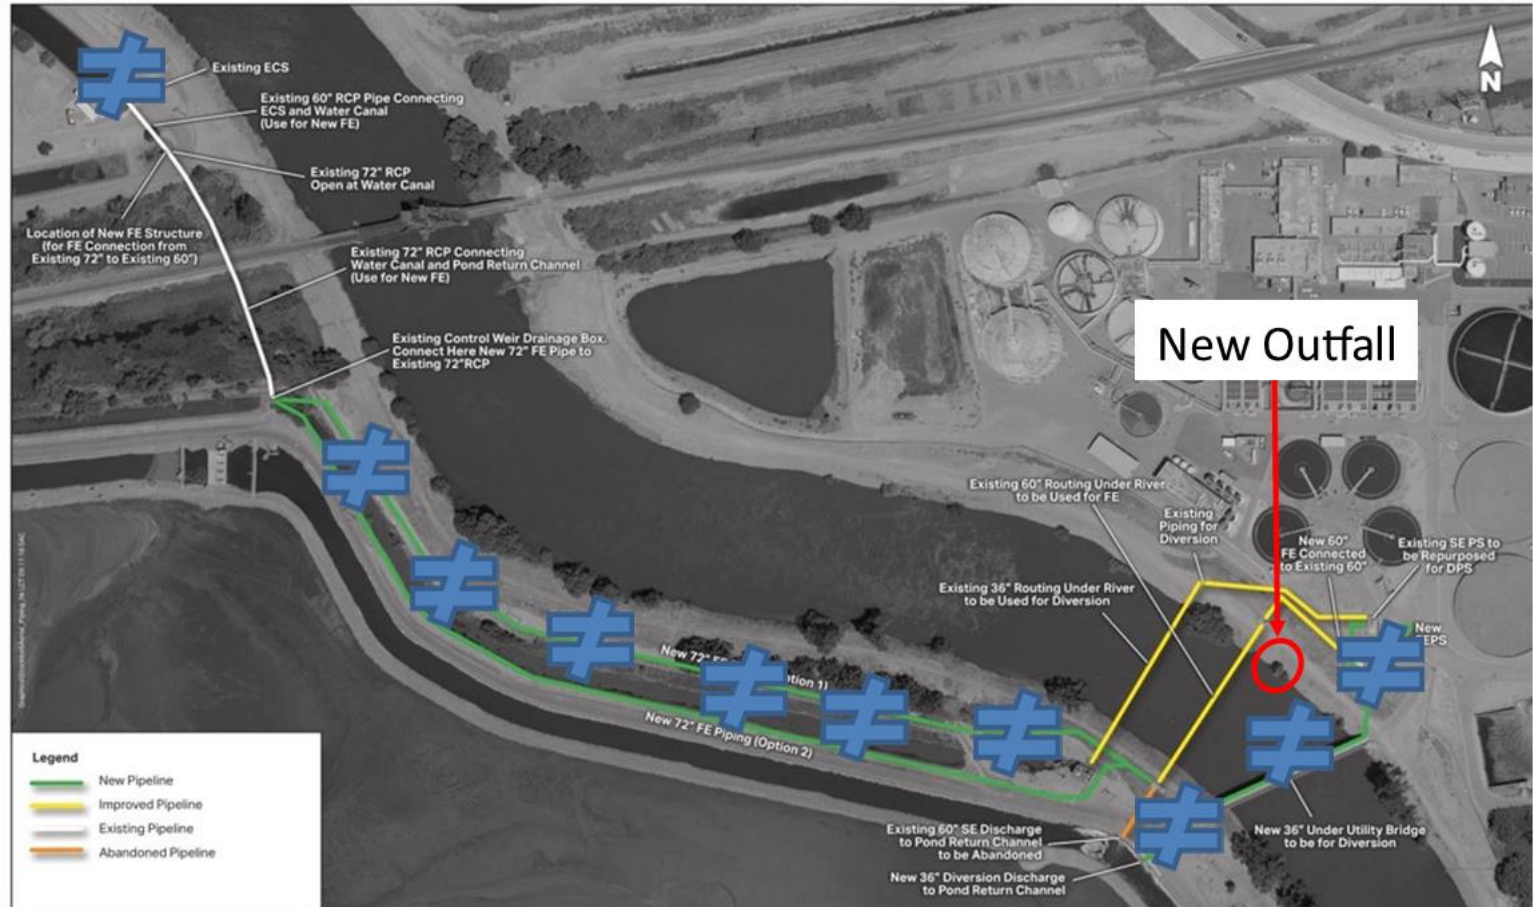 Existing ECS
Existing 60" RCP Pipe Connecting
ECS and Water Canal
(Use for New FE)
Existing 72" RCP
Open at Water Canal
Location of New FE Structure
(for FE Connection from
Existing 72" to Existing 60")
Existing 72" RCP Connecting
Water Canal and Pond Return Channel
(Use for New FE)
Existing Control Weir Drainage Box.
Connect Here New 72" FE Pipe to
Existing 72"RCP
N
New Outfall
Existing 60" Routing Under River
to be Used for FE
Existing
Piping for
Diversion
New 60"
FE Connected
to Existing 60"
Existing SE PS to
be Repurposed
for DPS
Existing 36" Routing Under River
to be Used for Diversion
New
New 72"
1)
New 72" FE Piping (Option 2)
Existing 60" SE Discharge
to Pond Return Channel
to be Abandoned
New 36" Diversion Discharge
to Pond Return Channel
New 36" Under Utility Bridge
to be for Diversion
Legend
New Pipeline
Improved Pipeline
Existing Pipeline
Abandoned Pipeline